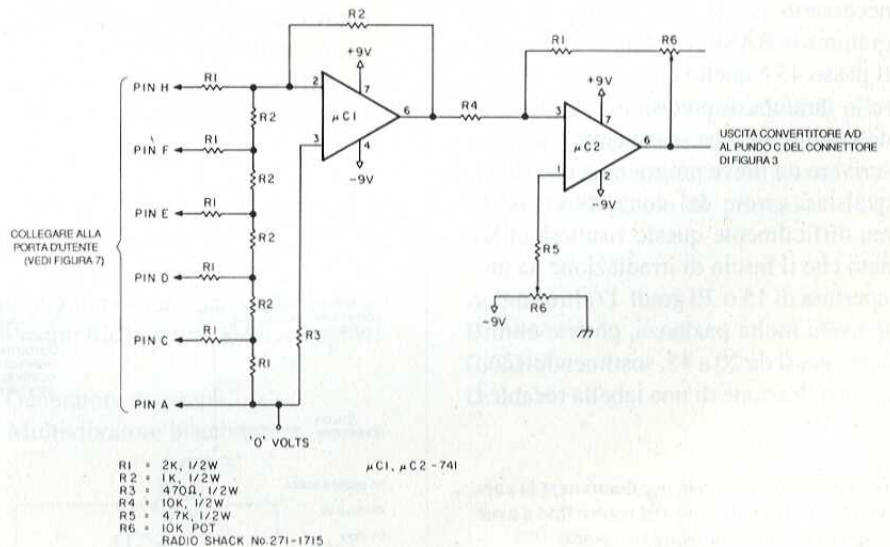 R2
R1
R6
+9V
+9V
PIN H
R1
2
7
μC1
6
R4
3
7
μC2
6
USCITA CONVERTITORE A/D
AL PUNDO C DEL CONNETTORE
DI FIGURA 3
R2
3
4
-9V
1
2
-9V
PIN F
R1
R2
COLLEGARE ALLA
PORTA D'UTENTE
(VEDI FIGURA 7)
PIN E
R1
R2
R5
PIN D
R1
R2
R3
R6
-9V
PIN C
R1
R1
PIN A
"O" VOLTS
R1 = 2K, 1/2W
R2 = 1K, 1/2W
R3 = 470Ω, 1/2W
R4 = 10K, 1/2W
R5 = 4.7K, 1/2W
R6 = 10K POT
RADIO SHACK No.271-1715
μC1, μC2 -741